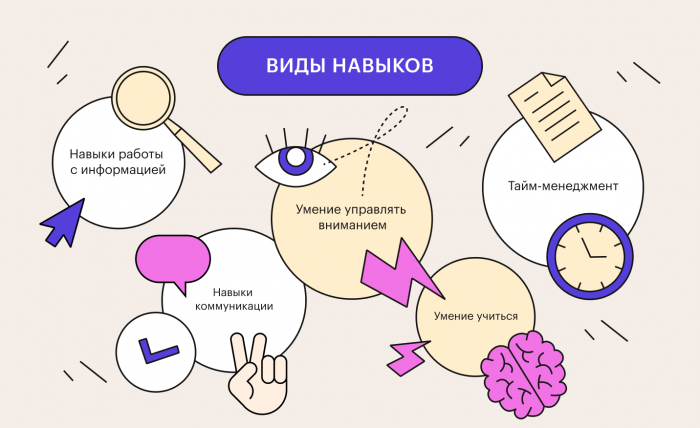 ВИДЫ НАВЫКОВ
Навыки работы
с информацией
Умение управлять
вниманием
Тайм-менеджмент
Навыки
коммуникации
Умение учиться